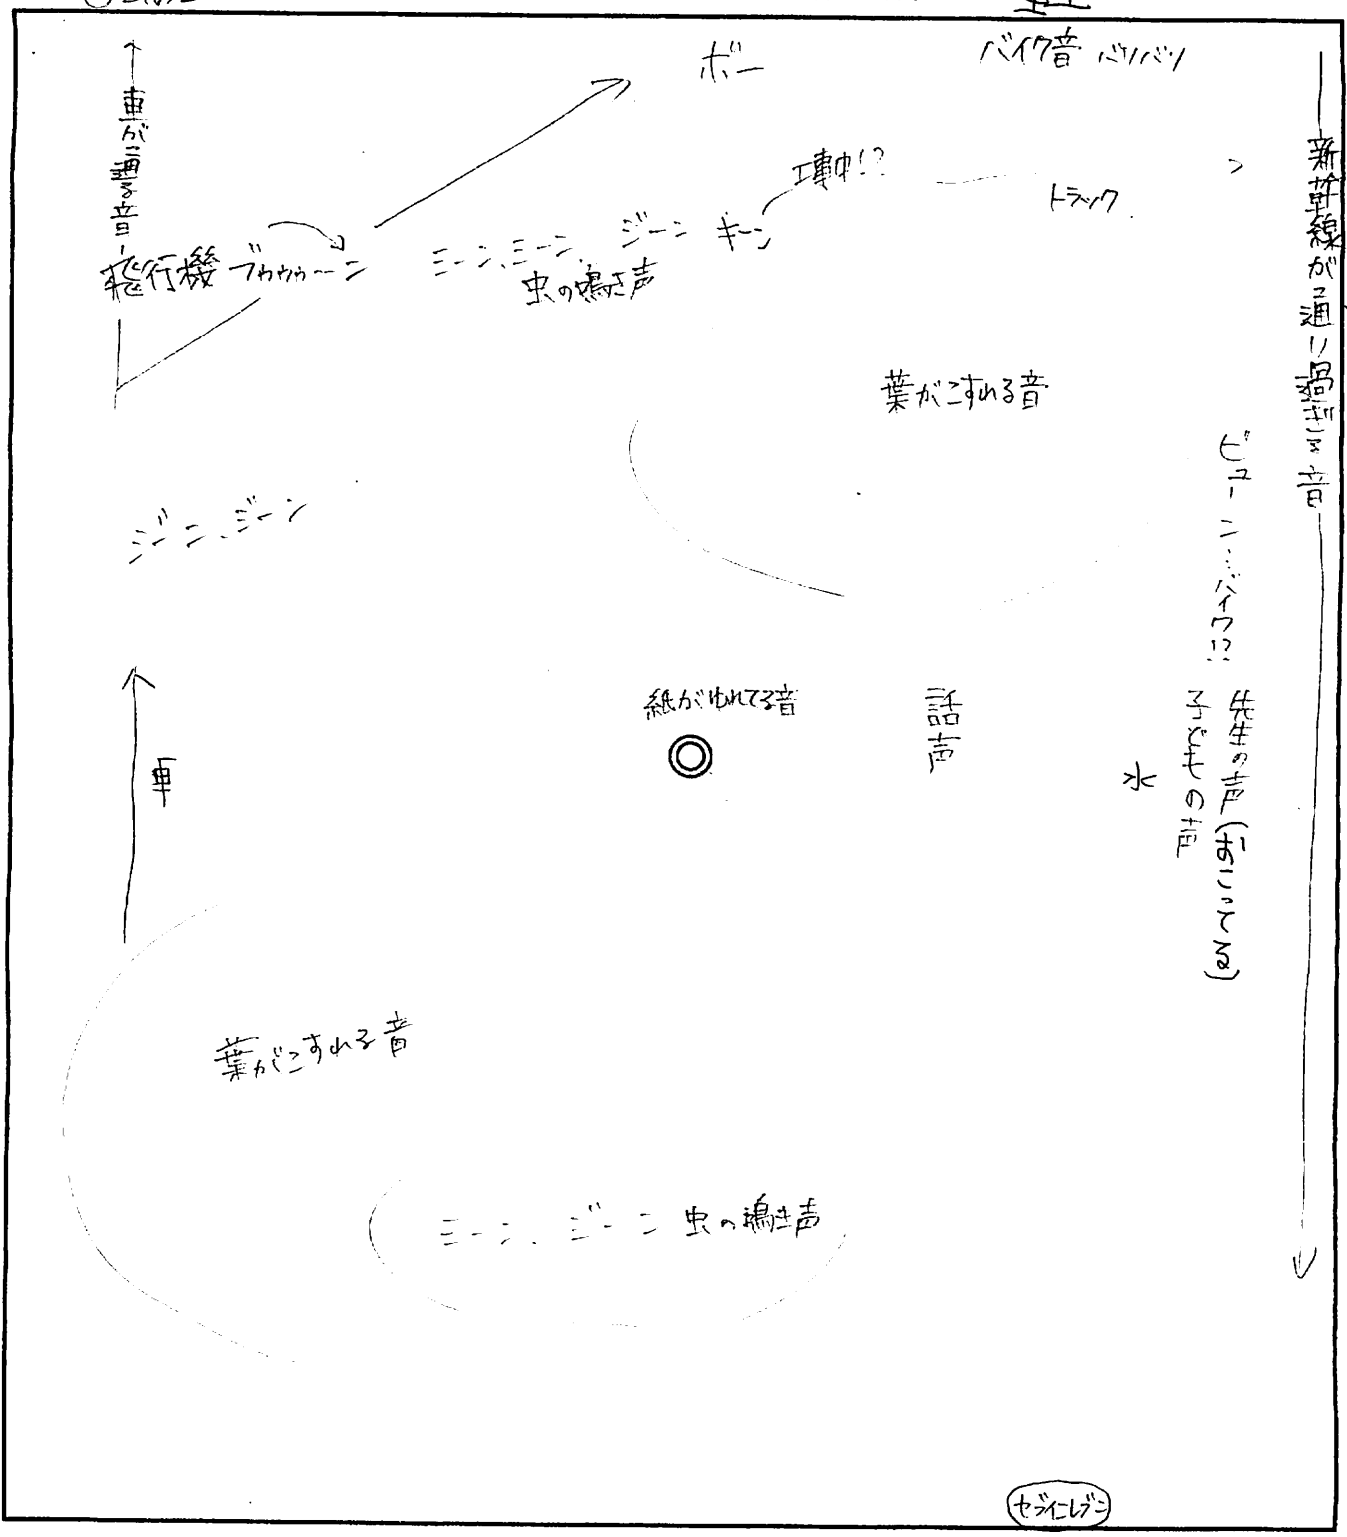 ボー
バイク音 バリバリ
車が通る音
工事中!?
トラック
新幹線が通り過ぎる音
飛行機 ブゥゥゥ〜ン
ミーン、ミーン、ジーン キーン
虫の鳴き声
葉がこすれる音
ビューン…バイク!?
ジーン、ジーン
紙がゆれてる音
話声
先生の声(おこってる)
子どもの声
水
車
葉がこすれる音
ミーン、ジーン 虫の鳴き声
セブンイレブン